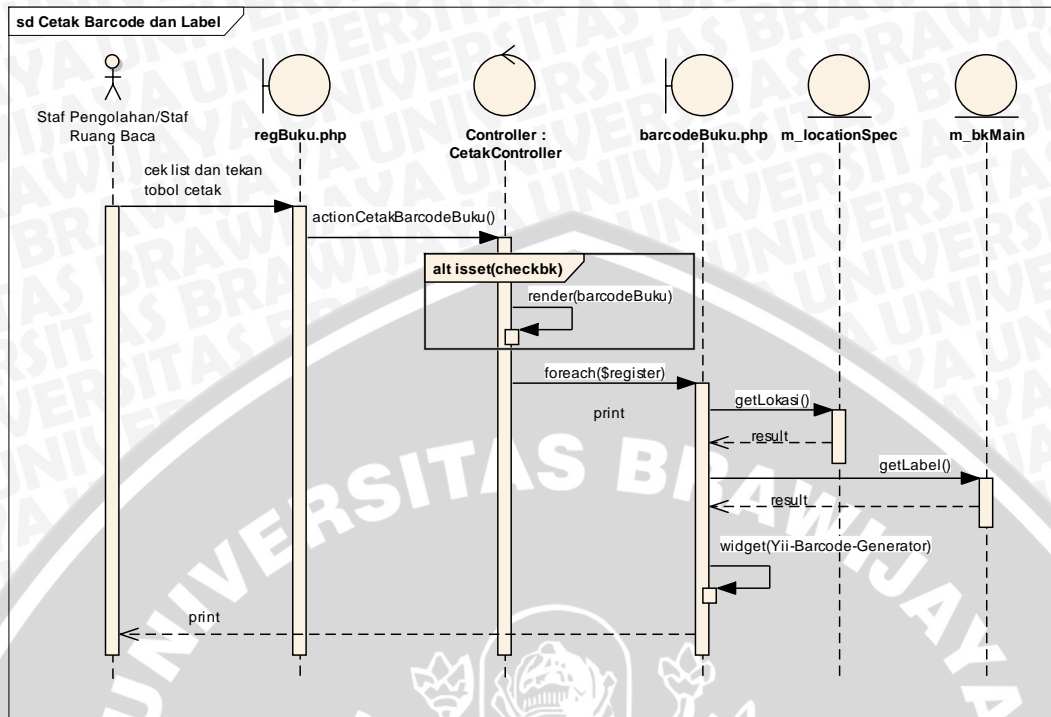 sd Cetak Barcode dan Label
Staf Pengolahan/Staf
Ruang Baca
regBuku.php
Controller :
CetakController
barcodeBuku.php
m_locationSpec
m_bkMain
cek list dan tekan
tobol cetak
actionCetakBarcodeBuku()
alt isset(checkbk)
render(barcodeBuku)
foreach($register)
print
getLokasi()
result
getLabel()
result
widget(Yii-Barcode-Generator)
print
UNIVERSITAS BRAWIJAYA